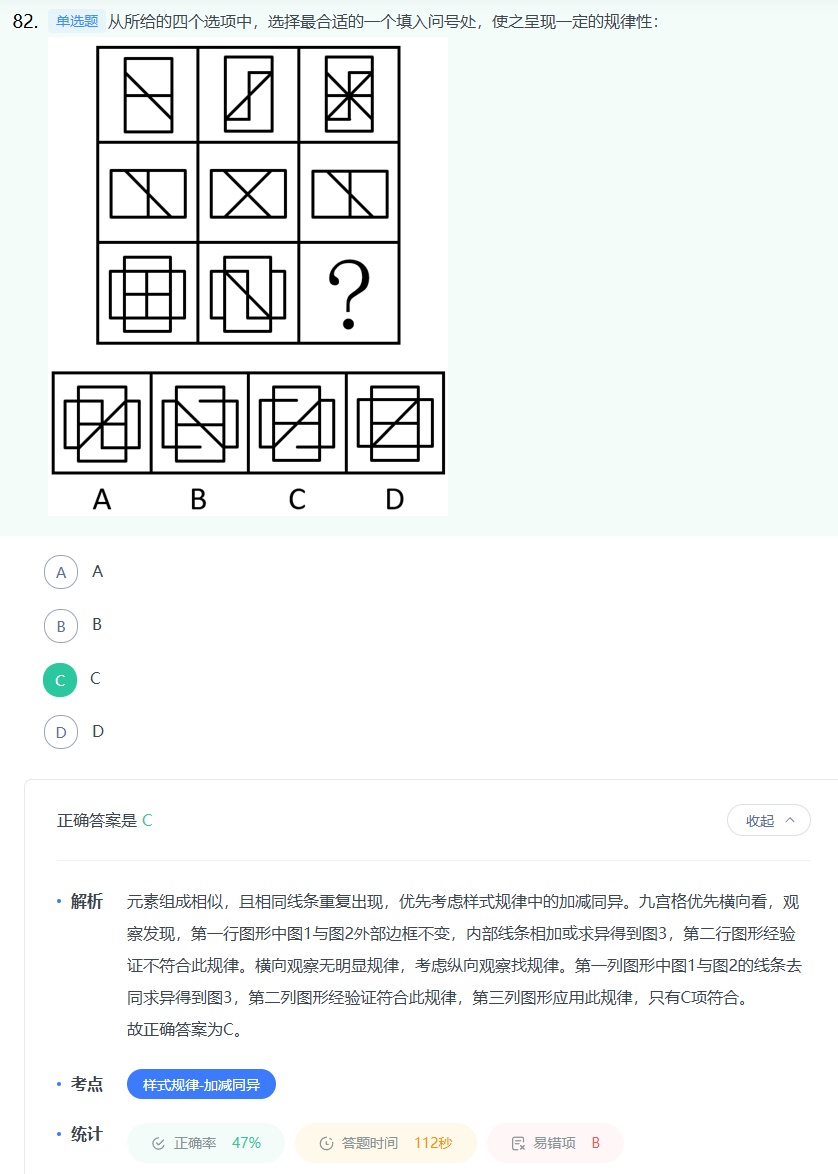 82. 单选题 从所给的四个选项中，选择最合适的一个填入问号处，使之呈现一定的规律性：
?
A B C D
A A
B B
C C
D D
正确答案是 C 收起
• 解析 元素组成相似，且相同线条重复出现，优先考虑样式规律中的加减同异。九宫格优先横向看，观
察发现，第一行图形中图1与图2外部边框不变，内部线条相加或求异得到图3，第二行图形经验
证不符合此规律。横向观察无明显规律，考虑纵向观察找规律。第一列图形中图1与图2的线条去
同求异得到图3，第二列图形经验证符合此规律，第三列图形应用此规律，只有C项符合。
故正确答案为C。
• 考点 样式规律-加减同异
• 统计 正确率 47% 答题时间 112秒 易错项 B